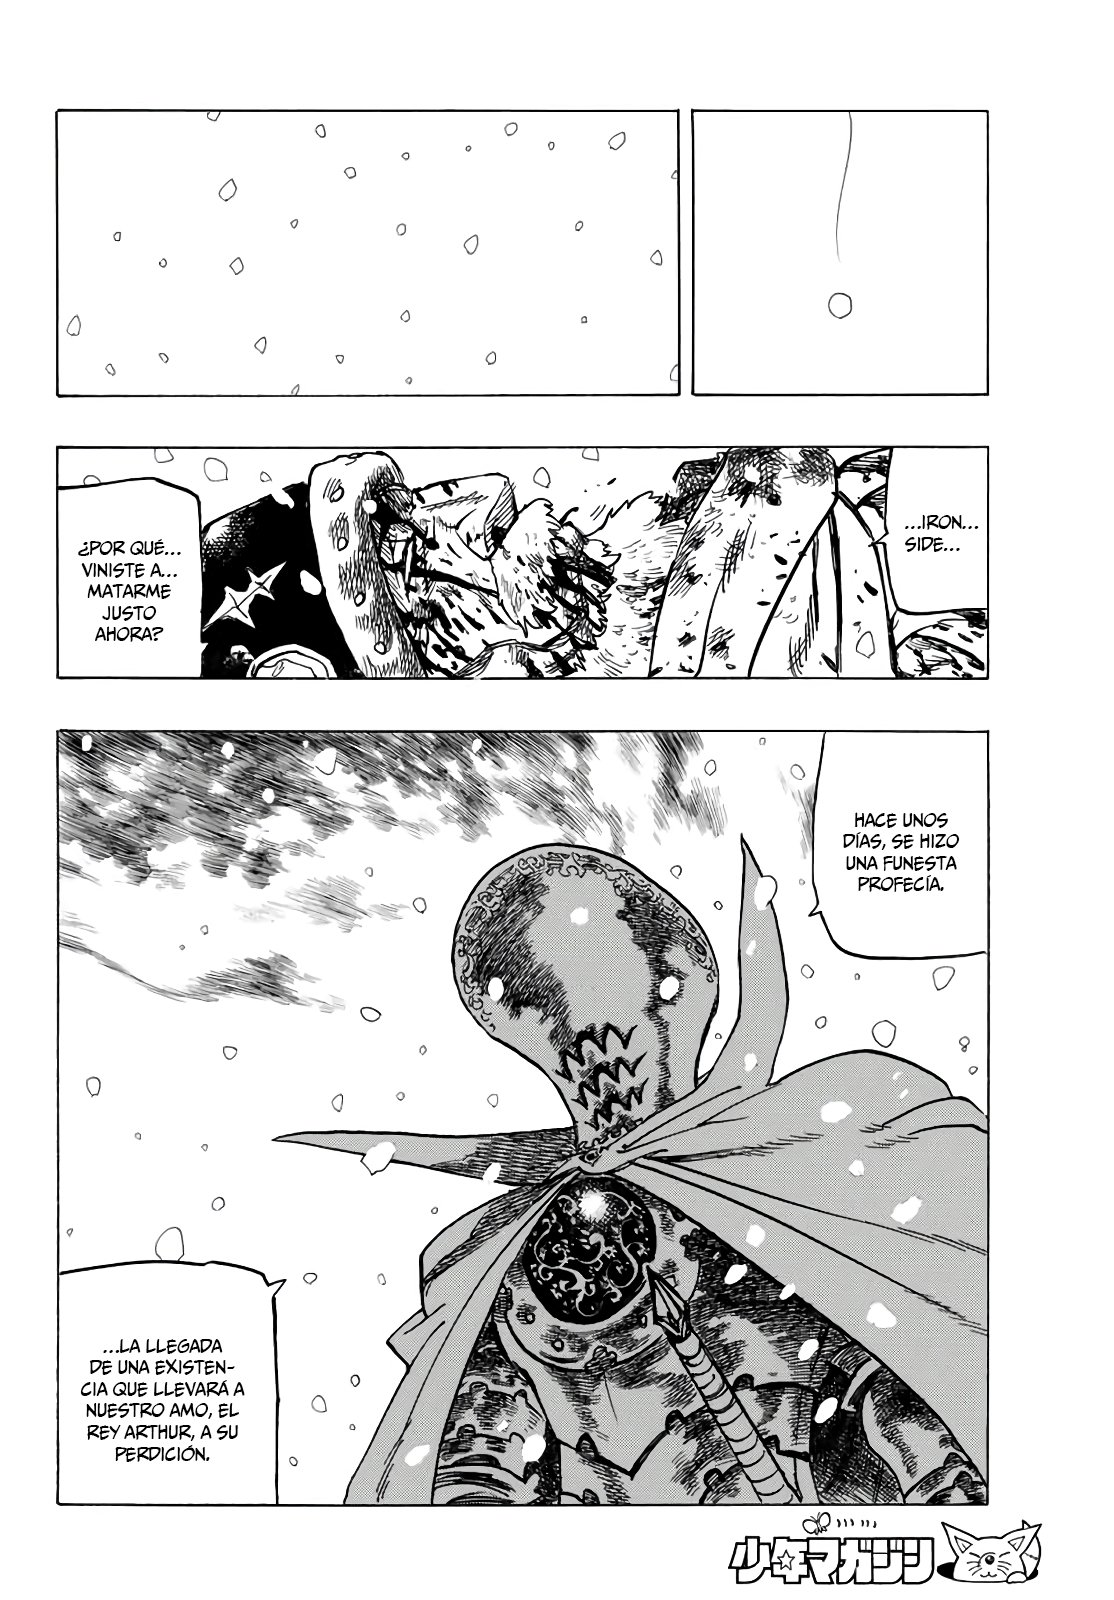 ...IRON...
SIDE...
¿POR QUÉ...
VINISTE A...
MATARME
JUSTO
AHORA?
HACE UNOS
DÍAS, SE HIZO
UNA FUNESTA
PROFECÍA.
...LA LLEGADA
DE UNA EXISTEN-
CIA QUE LLEVARÁ A
NUESTRO AMO, EL
REY ARTHUR, A SU
PERDICIÓN.
少年マガジン